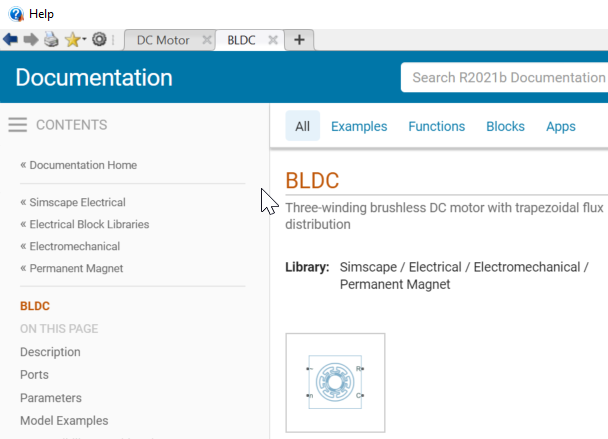 Help
DC Motor
BLDC
Documentation
Search R2021b Documentation
CONTENTS
« Documentation Home
« Simscape Electrical
« Electrical Block Libraries
« Electromechanical
« Permanent Magnet
BLDC
ON THIS PAGE
Description
Ports
Parameters
Model Examples
All Examples Functions Blocks Apps
BLDC
Three-winding brushless DC motor with trapezoidal flux
distribution
Library: Simscape / Electrical / Electromechanical /
Permanent Magnet
~ R
n C